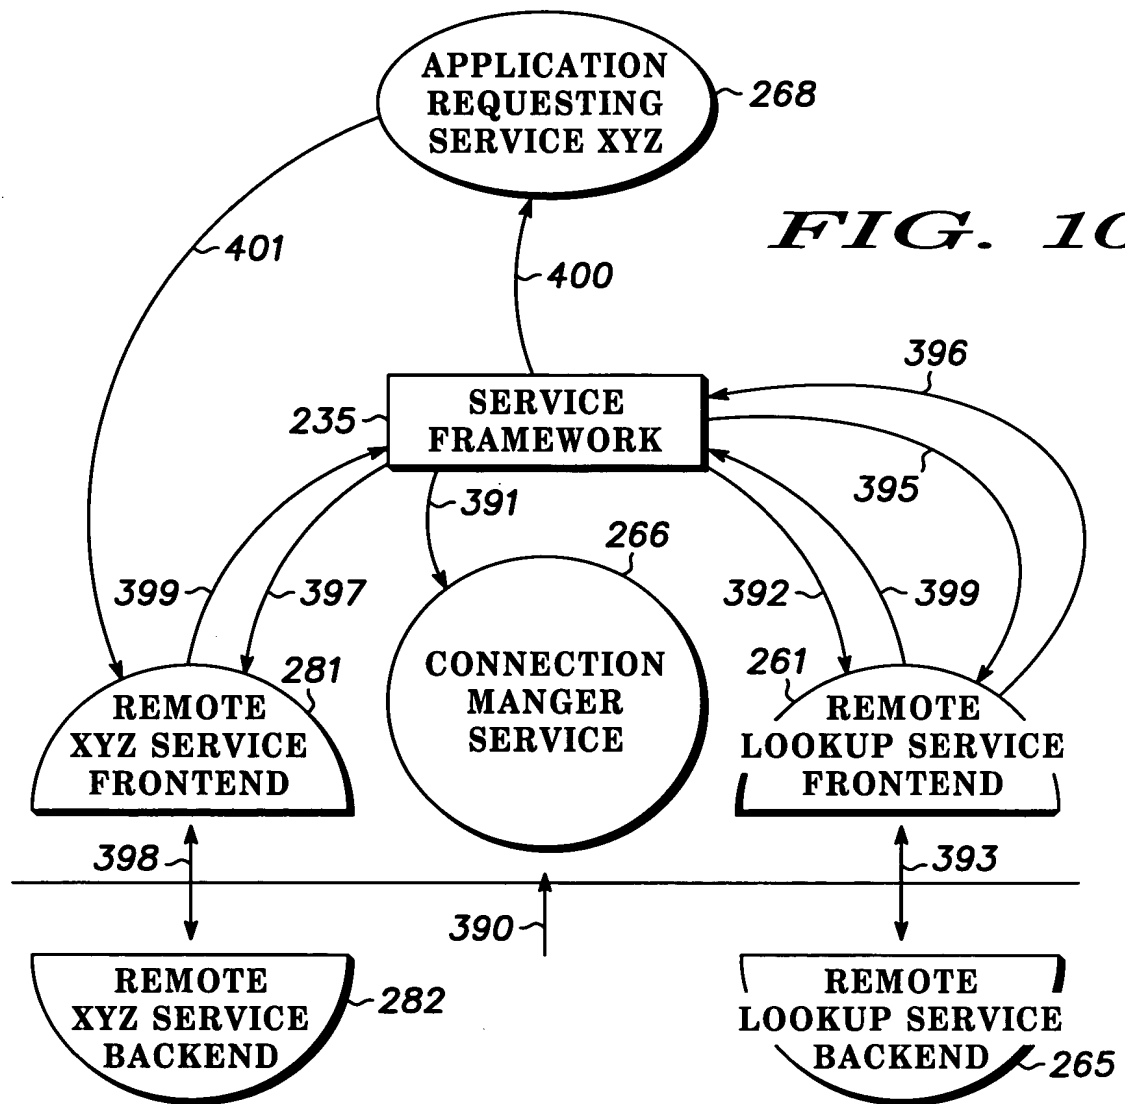 APPLICATION
REQUESTING
SERVICE XYZ
268
FIG. 10
401
400
396
SERVICE
FRAMEWORK
235
395
391
266
399
397
392
399
281
261
CONNECTION
MANGER
SERVICE
REMOTE
XYZ SERVICE
FRONTEND
REMOTE
LOOKUP SERVICE
FRONTEND
398
393
390
REMOTE
XYZ SERVICE
BACKEND
282
REMOTE
LOOKUP SERVICE
BACKEND
265